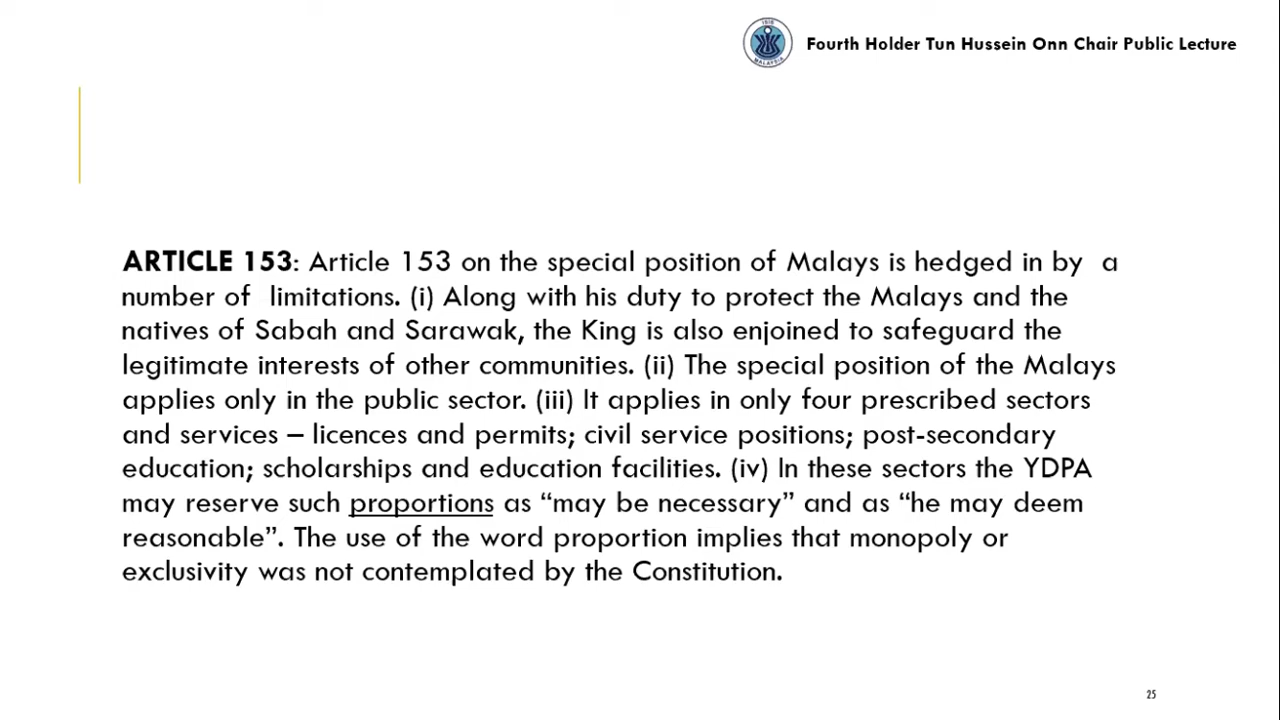 ISIS
MALAYSIA
Fourth Holder Tun Hussein Onn Chair Public Lecture
ARTICLE 153: Article 153 on the special position of Malays is hedged in by a
number of limitations. (i) Along with his duty to protect the Malays and the
natives of Sabah and Sarawak, the King is also enjoined to safeguard the
legitimate interests of other communities. (ii) The special position of the Malays
applies only in the public sector. (iii) It applies in only four prescribed sectors
and services – licences and permits; civil service positions; post-secondary
education; scholarships and education facilities. (iv) In these sectors the YDPA
may reserve such proportions as “may be necessary” and as “he may deem
reasonable”. The use of the word proportion implies that monopoly or
exclusivity was not contemplated by the Constitution.
25